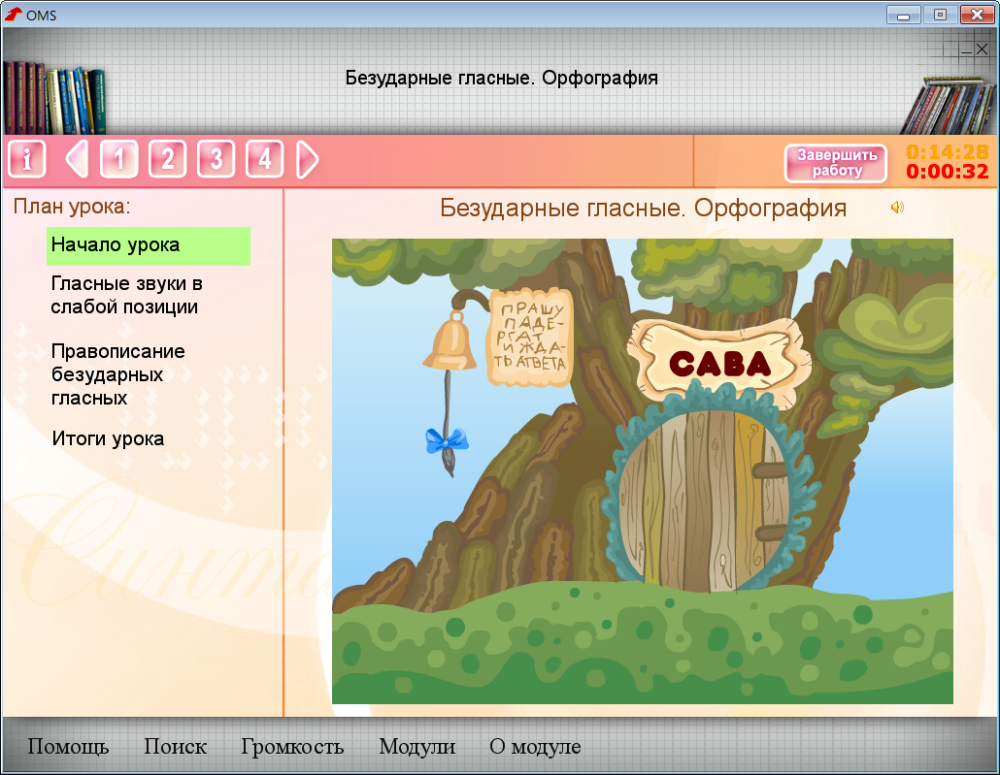 OMS
Безударные гласные. Орфография
i
1
2
3
4
Завершить
работу
0:14:28
0:00:32
План урока:
Начало урока
Гласные звуки в
слабой позиции
Правописание
безударных
гласных
Итоги урока
Безударные гласные. Орфография
ПРАШУ
ПАДЕ-
РГАТ
И ЖДА-
ТЬ АТВЕТА
САВА
Синта
Помощь
Поиск
Громкость
Модули
О модуле